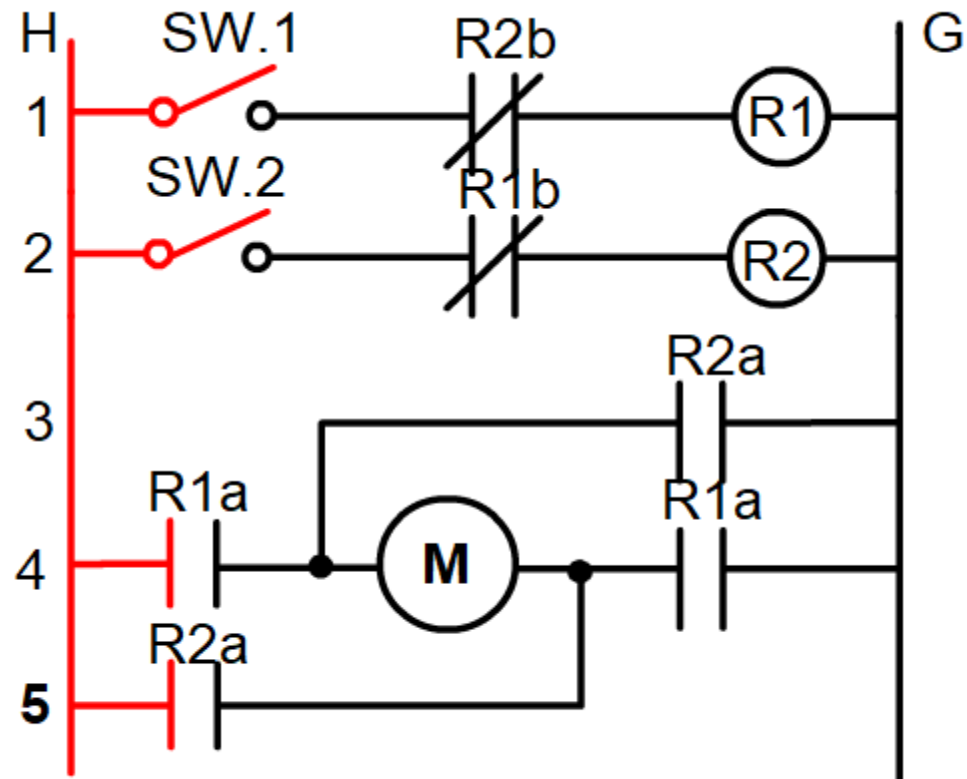 H SW.1 R2b G
1 R1
SW.2 R1b
2 R2
R2a
3
R1a R1a
4 M
R2a
5